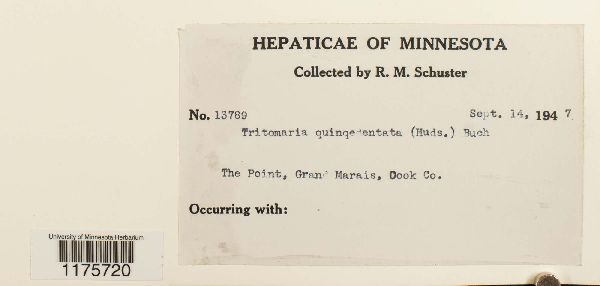 HEPATICAE OF MINNESOTA
Collected by R. M. Schuster
No. 13789 Sept. 14, 1947
Tritomaria quinqedentata (Huds.) Buch
The Point, Grand Marais, Cook Co.
Occurring with:
University of Minnesota Herbarium
1175720